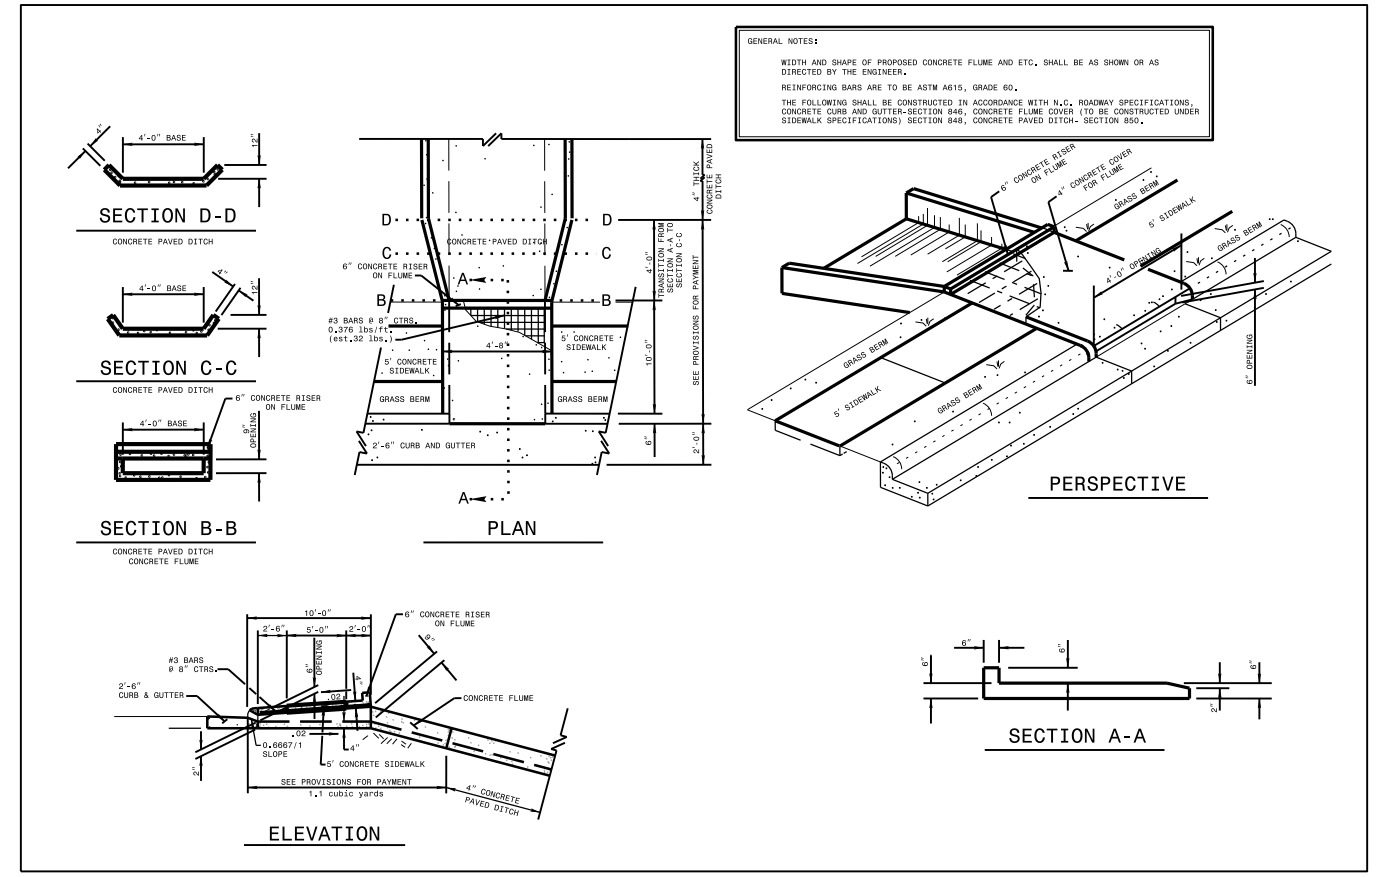 GENERAL NOTES:
WIDTH AND SHAPE OF PROPOSED CONCRETE FLUME AND ETC. SHALL BE AS SHOWN OR AS
DIRECTED BY THE ENGINEER.
REINFORCING BARS ARE TO BE ASTM A615, GRADE 60.
THE FOLLOWING SHALL BE CONSTRUCTED IN ACCORDANCE WITH N.C. ROADWAY SPECIFICATIONS,
CONCRETE CURB AND GUTTER-SECTION 846, CONCRETE FLUME COVER (TO BE CONSTRUCTED UNDER
SIDEWALK SPECIFICATIONS) SECTION 848, CONCRETE PAVED DITCH- SECTION 850.
4"
4'-0" BASE
12"
SECTION D-D
CONCRETE PAVED DITCH
4'-0" BASE
4"
12"
SECTION C-C
CONCRETE PAVED DITCH
6" CONCRETE RISER
ON FLUME
4'-0" BASE
9"
OPENING
SECTION B-B
CONCRETE PAVED DITCH
CONCRETE FLUME
D
D
CONCRETE PAVED DITCH
C
C
6" CONCRETE RISER
ON FLUME
A
B
B
#3 BARS @ 8" CTRS.
0.376 lbs/ft.
(est.32 lbs.)
4'-8"
5' CONCRETE
SIDEWALK
5' CONCRETE
SIDEWALK
GRASS BERM
GRASS BERM
2'-6" CURB AND GUTTER
A
4" THICK
CONCRETE PAVED
DITCH
4'-0"
TRANSITION FROM
SECTION A-A TO
SECTION C-C
SEE PROVISIONS FOR PAYMENT
10'-0"
6"
2'-0"
PLAN
6" CONCRETE RISER
ON FLUME
4" CONCRETE COVER
FOR FLUME
GRASS BERM
5' SIDEWALK
GRASS BERM
4'-0" OPENING
6" OPENING
GRASS BERM
5' SIDEWALK
GRASS BERM
PERSPECTIVE
10'-0"
2'-6"
5'-0"
2'-0"
6" CONCRETE RISER
ON FLUME
#3 BARS
@ 8" CTRS.
6"
OPENING
4"
2'-6"
CURB & GUTTER
.02
CONCRETE FLUME
.02
0.6667/1
SLOPE
4"
2"
5' CONCRETE SIDEWALK
SEE PROVISIONS FOR PAYMENT
1.1 cubic yards
4" CONCRETE
PAVED DITCH
ELEVATION
6"
6"
6"
6"
2"
SECTION A-A